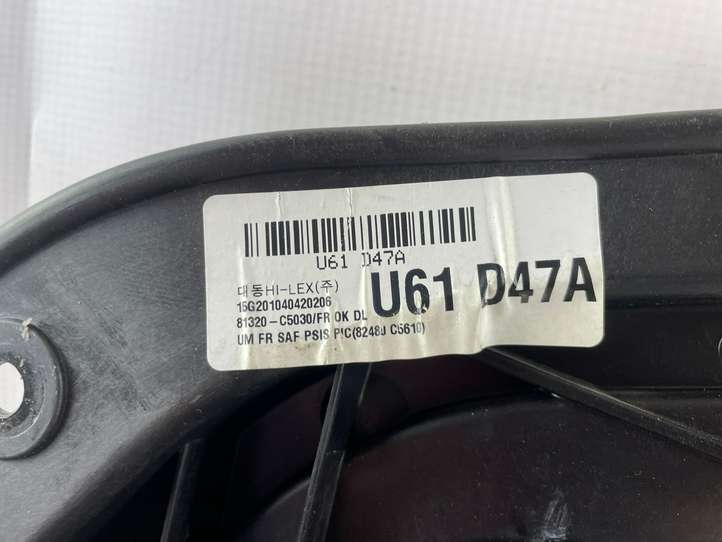 U61 D47A
대동HI-LEX(주)
15G201040420206
81320-C5030/FR OK DL
UM FR SAF PSIS P/C(82480 C5610)
U61 D47A